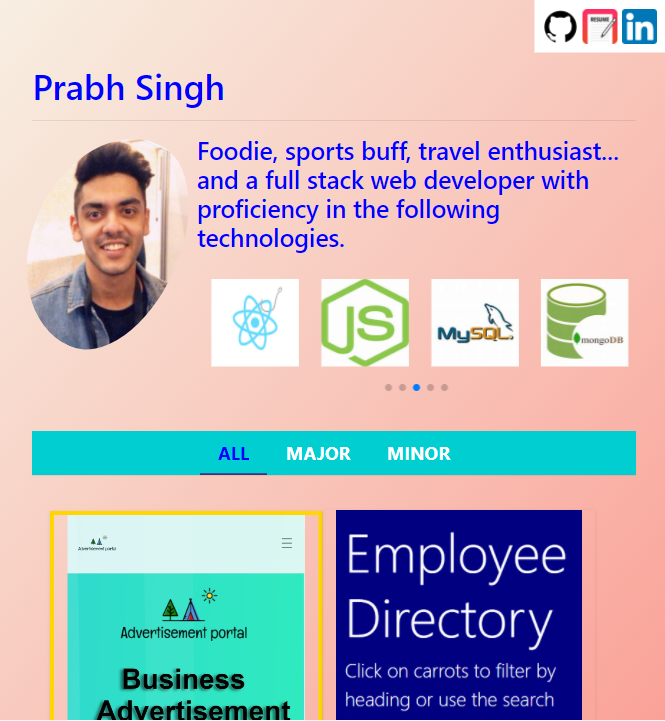 RESUME
in
Prabh Singh
Foodie, sports buff, travel enthusiast...
and a full stack web developer with
proficiency in the following
technologies.
JS
MySQL
mongoDB
ALL MAJOR MINOR
Advertisement portal
Advertisement portal
Business
Advertisement
Employee
Directory
Click on carrots to filter by
heading or use the search